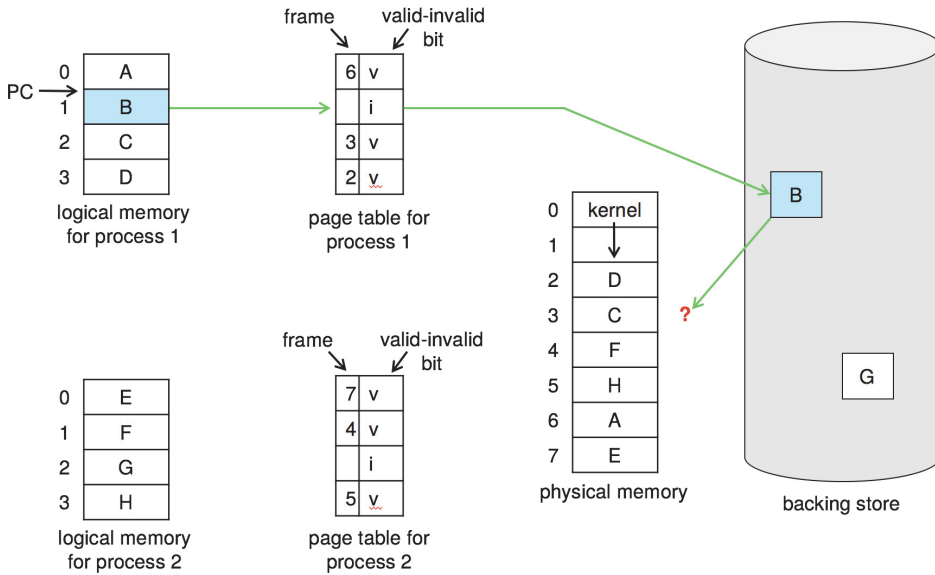 frame
valid-invalid
bit
0 A
PC
1 B
2 C
3 D
logical memory
for process 1
6 v
i
3 v
2 v
page table for
process 1
B
0 kernel
1
2 D
3 C
4 F
5 H
6 A
7 E
physical memory
?
G
backing store
frame
valid-invalid
bit
0 E
1 F
2 G
3 H
logical memory
for process 2
7 v
4 v
i
5 v
page table for
process 2